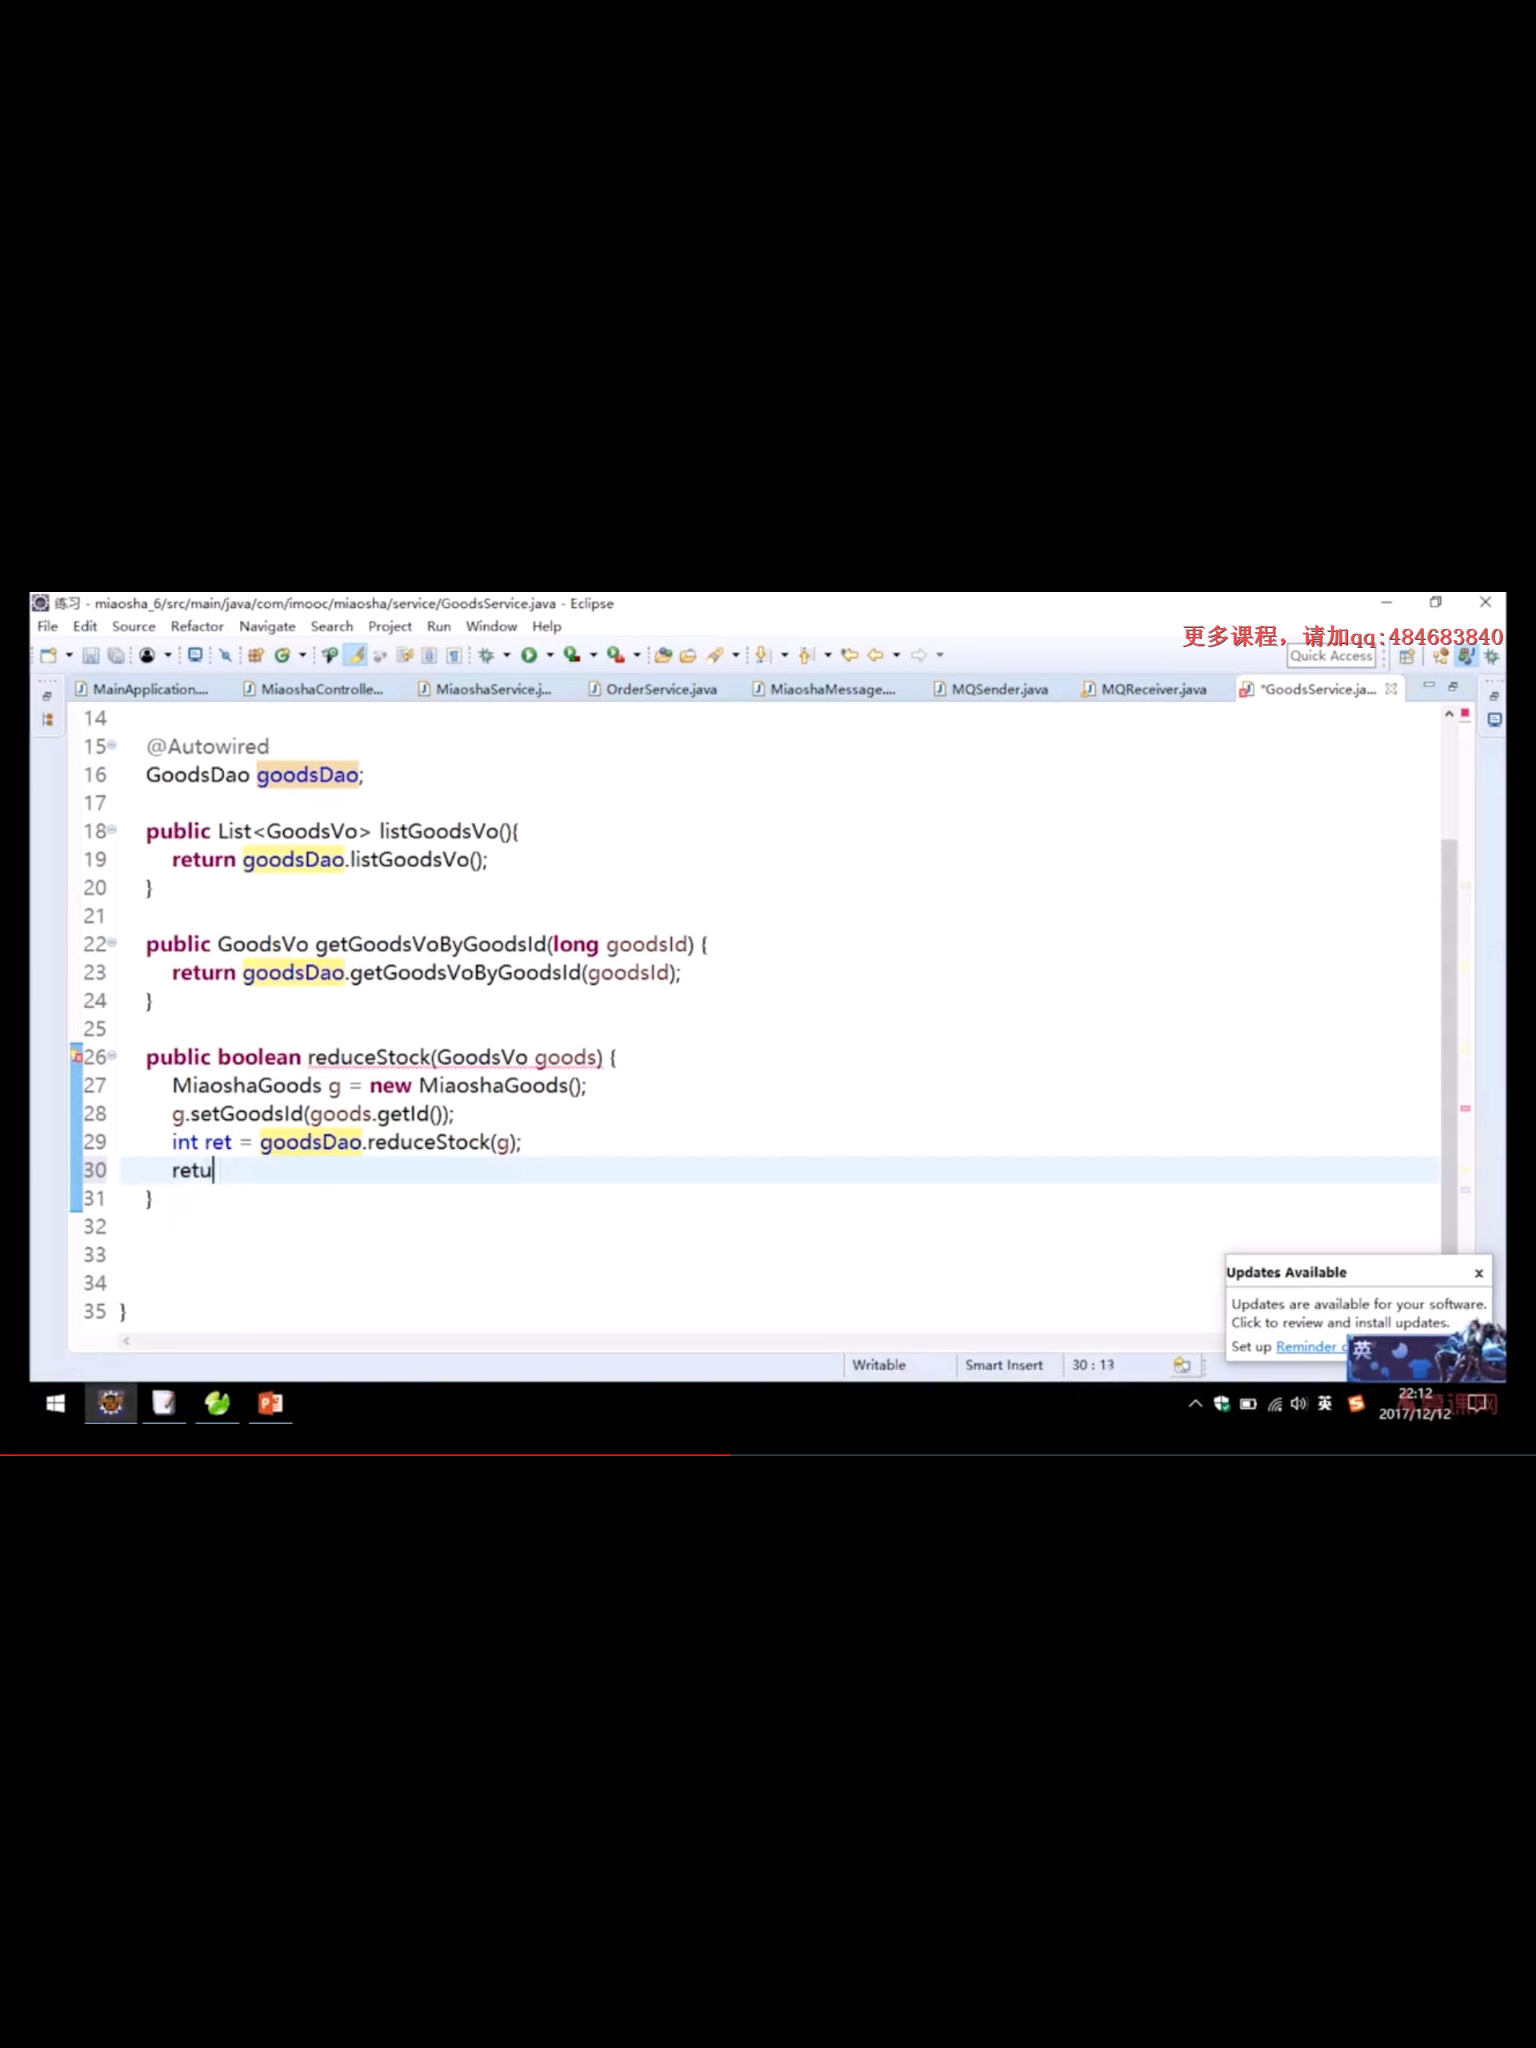 练习 - miaosha_6/src/main/java/com/imooc/miaosha/service/GoodsService.java - Eclipse
File Edit Source Refactor Navigate Search Project Run Window Help
更多课程，请加qq:484683840
Quick Access
MainApplication.... MiaoshaControlle... MiaoshaService.j... OrderService.java MiaoshaMessage.... MQSender.java MQReceiver.java *GoodsService.ja...
14
15 @Autowired
16 GoodsDao goodsDao;
17
18 public List<GoodsVo> listGoodsVo(){
19 return goodsDao.listGoodsVo();
20 }
21
22 public GoodsVo getGoodsVoByGoodsId(long goodsId) {
23 return goodsDao.getGoodsVoByGoodsId(goodsId);
24 }
25
26 public boolean reduceStock(GoodsVo goods) {
27 MiaoshaGoods g = new MiaoshaGoods();
28 g.setGoodsId(goods.getId());
29 int ret = goodsDao.reduceStock(g);
30 retu
31 }
32
33
34
35 }
Updates Available x
Updates are available for your software.
Click to review and install updates.
Set up Reminder
英
Writable Smart Insert 30 : 13
英
22:12
2017/12/12
慕课网